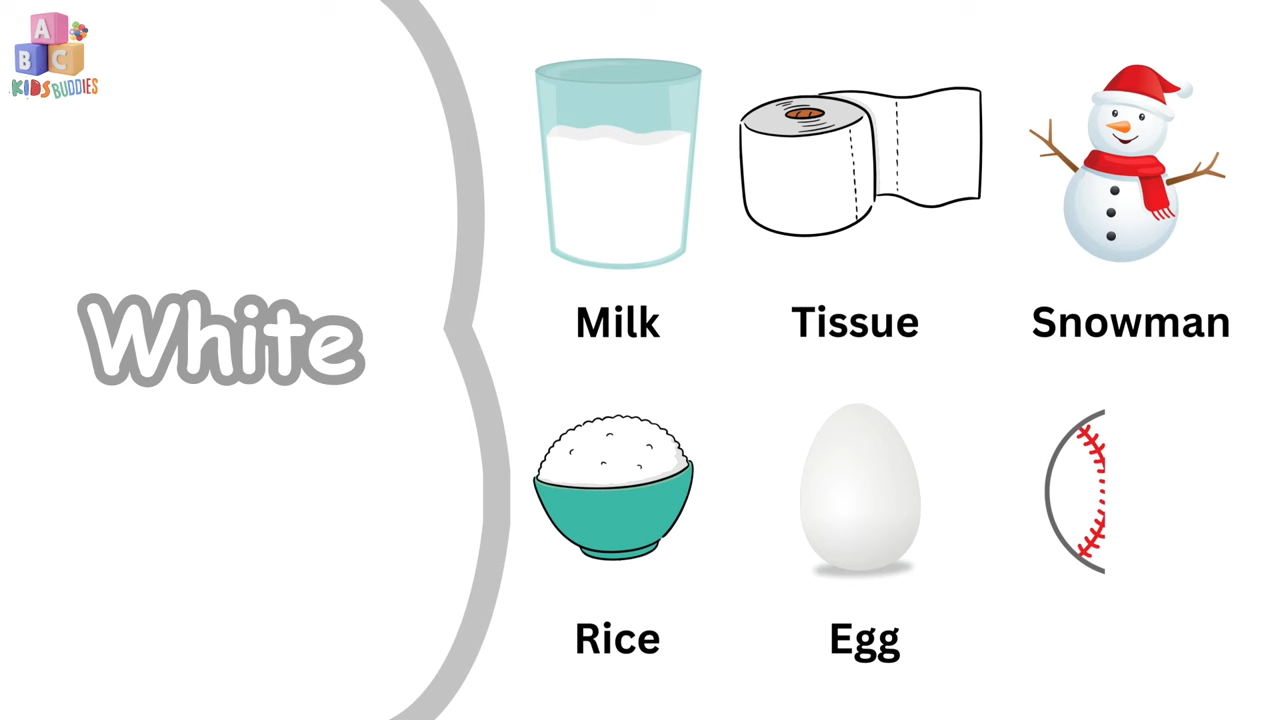 A
B C
KIDS BUDDIES
White
Milk Tissue Snowman
Rice Egg